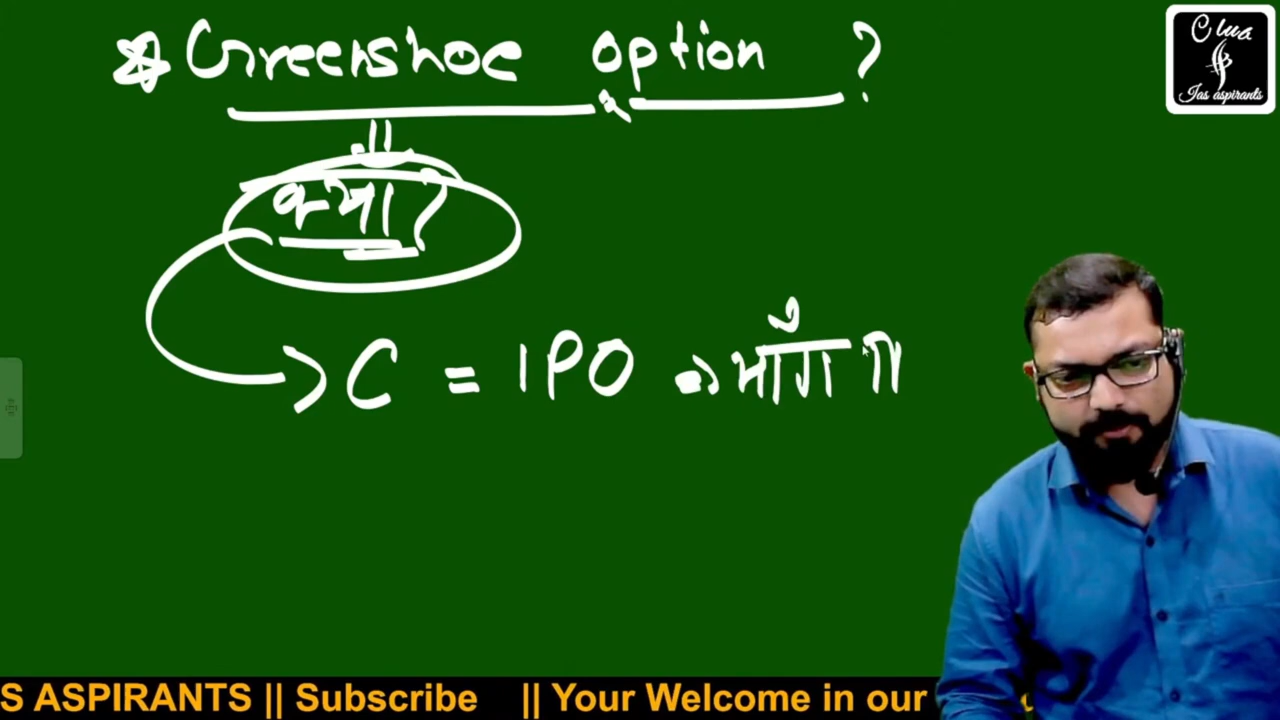 Greenshoe option ?
क्या?
C = IPO माँग
Clua
Ias aspirants
S ASPIRANTS || Subscribe || Your Welcome in our